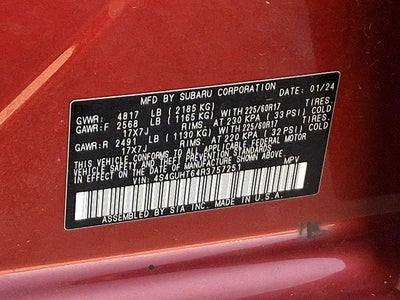 MFD BY SUBARU CORPORATION DATE: 01/24
GVWR: 4817 LB (2185 KG)
GAWR:F 2568 LB (1165 KG) WITH 225/60R17 TIRES.
17X7J RIMS. AT 230 KPA (33 PSI) COLD
GAWR:R 2491 LB (1130 KG) WITH 225/60R17 TIRES.
17X7J RIMS. AT 220 KPA (32 PSI) COLD
THIS VEHICLE CONFORMS TO ALL APPLICABLE FEDERAL MOTOR
VEHICLE SAFETY AND THEFT PREVENTION STANDARDS
IN EFFECT ON THE DATE OF MANUFACTURE SHOWN ABOVE.
VIN: 4S4GUHT64R3757251 MPV
ASSEMBLED BY SIA INC. MADE IN U.S.A.